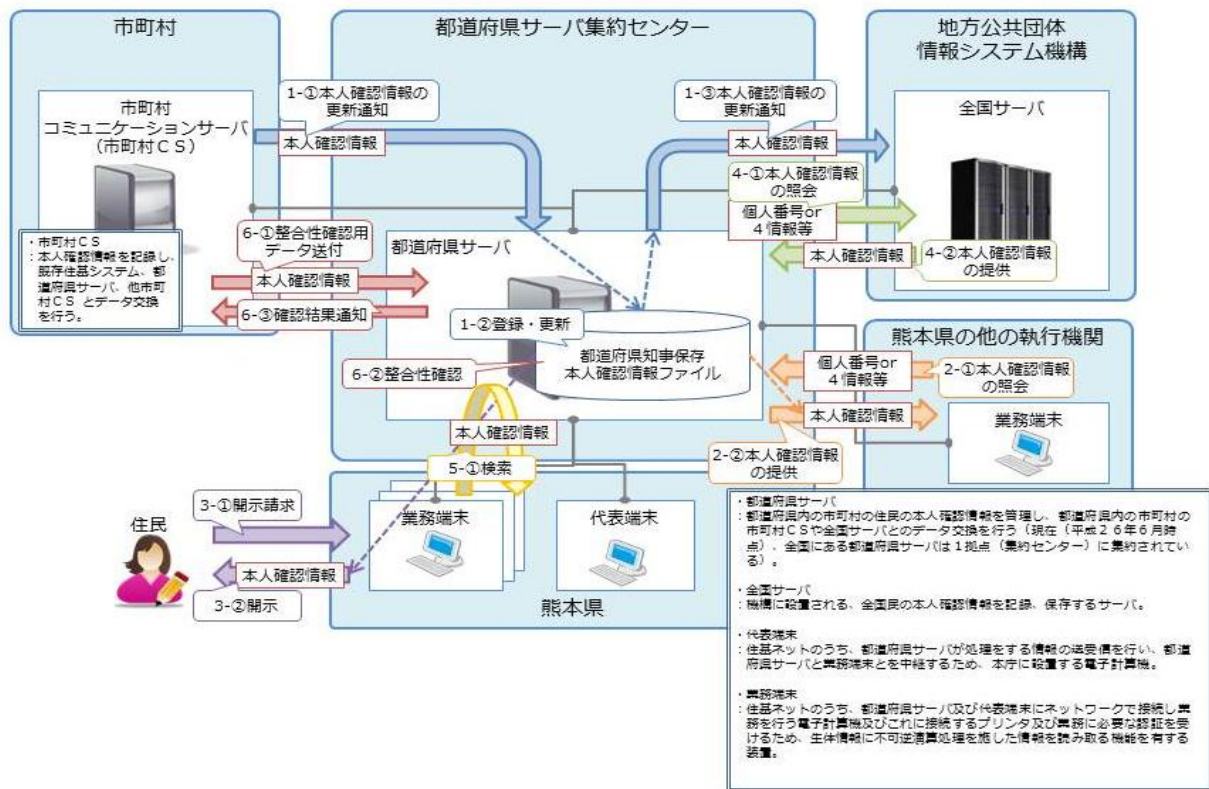 市町村
都道府県サーバ集約センター
地方公共団体
情報システム機構
市町村
コミュニケーションサーバ
（市町村ＣＳ）
1-①本人確認情報の
更新通知
本人確認情報
1-③本人確認情報の
更新通知
本人確認情報
全国サーバ
4-①本人確認情報
の照会
個人番号or
４情報等
本人確認情報
4-②本人確認情報
の提供
・市町村ＣＳ
：本人確認情報を記録し、
既存住基システム、都
道府県サーバ、他市町
村ＣＳ とデータ交換
を行う。
6-①整合性確認用
データ送付
本人確認情報
6-③確認結果通知
都道府県サーバ
1-②登録・更新
都道府県知事保存
本人確認情報ファイル
6-②整合性確認
本人確認情報
5-①検索
熊本県の他の執行機関
個人番号or
４情報等
2-①本人確認情報
の照会
本人確認情報
2-②本人確認情報
の提供
業務端末
住民
3-①開示請求
本人確認情報
3-②開示
業務端末
代表端末
熊本県
・都道府県サーバ
：都道府県内の市町村の住民の本人確認情報を管理し、都道府県内の市町村の
市町村ＣＳや全国サーバとのデータ交換を行う（現在（平成２６年６月時
点）、全国にある都道府県サーバは１拠点（集約センター）に集約されてい
る）。
・全国サーバ
：機構に設置される、全国民の本人確認情報を記録、保存するサーバ。
・代表端末
：住基ネットのうち、都道府県サーバが処理をする情報の送受信を行い、都道
府県サーバと業務端末とを中継するため、本庁に設置する電子計算機。
・業務端末
：住基ネットのうち、都道府県サーバ及び代表端末にネットワークで接続し業
務を行う電子計算機及びこれに接続するプリンタ及び業務に必要な認証を受
けるため、生体情報に不可逆演算処理を施した情報を読み取る機能を有する
装置。